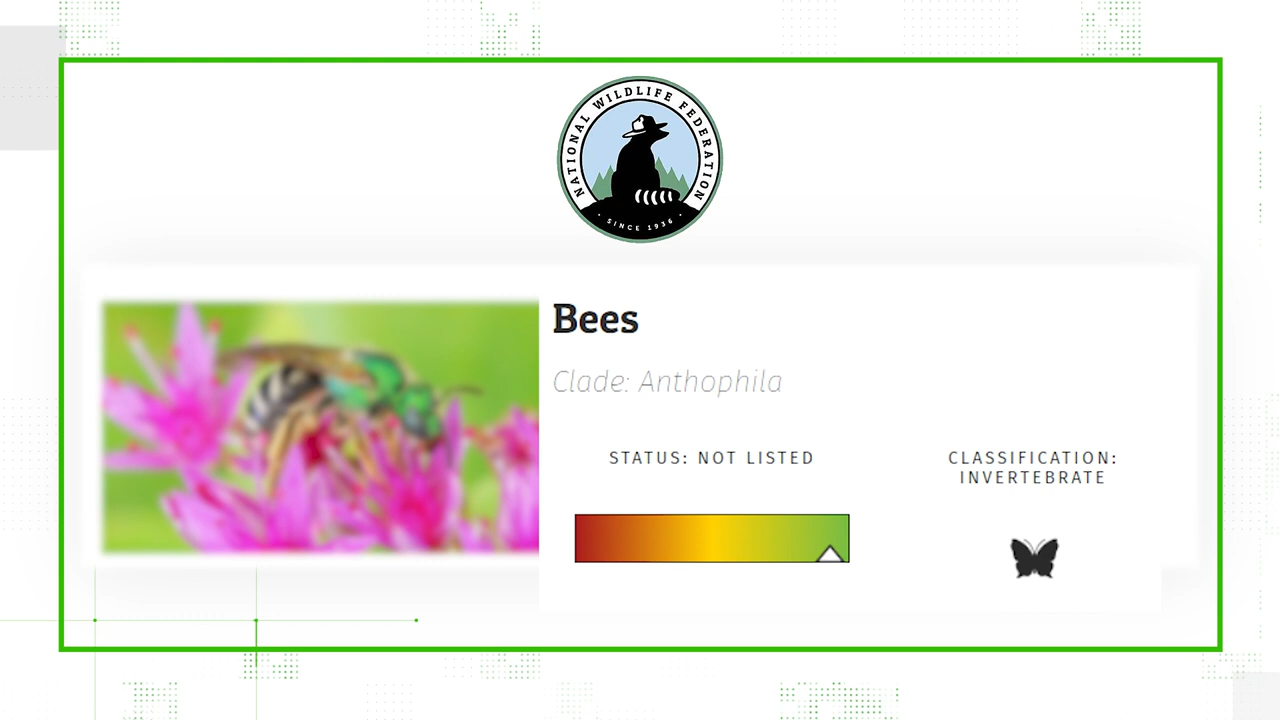 NATIONAL WILDLIFE FEDERATION
· SINCE 1936 ·
Bees
Clade: Anthophila
STATUS: NOT LISTED
CLASSIFICATION:
INVERTEBRATE